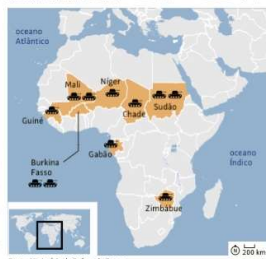 oceano
Atlântico
Níger
Mali
Chade
Sudão
Guiné
Burkina
Fasso
Gabão
oceano
Índico
Zimbábue
200 km